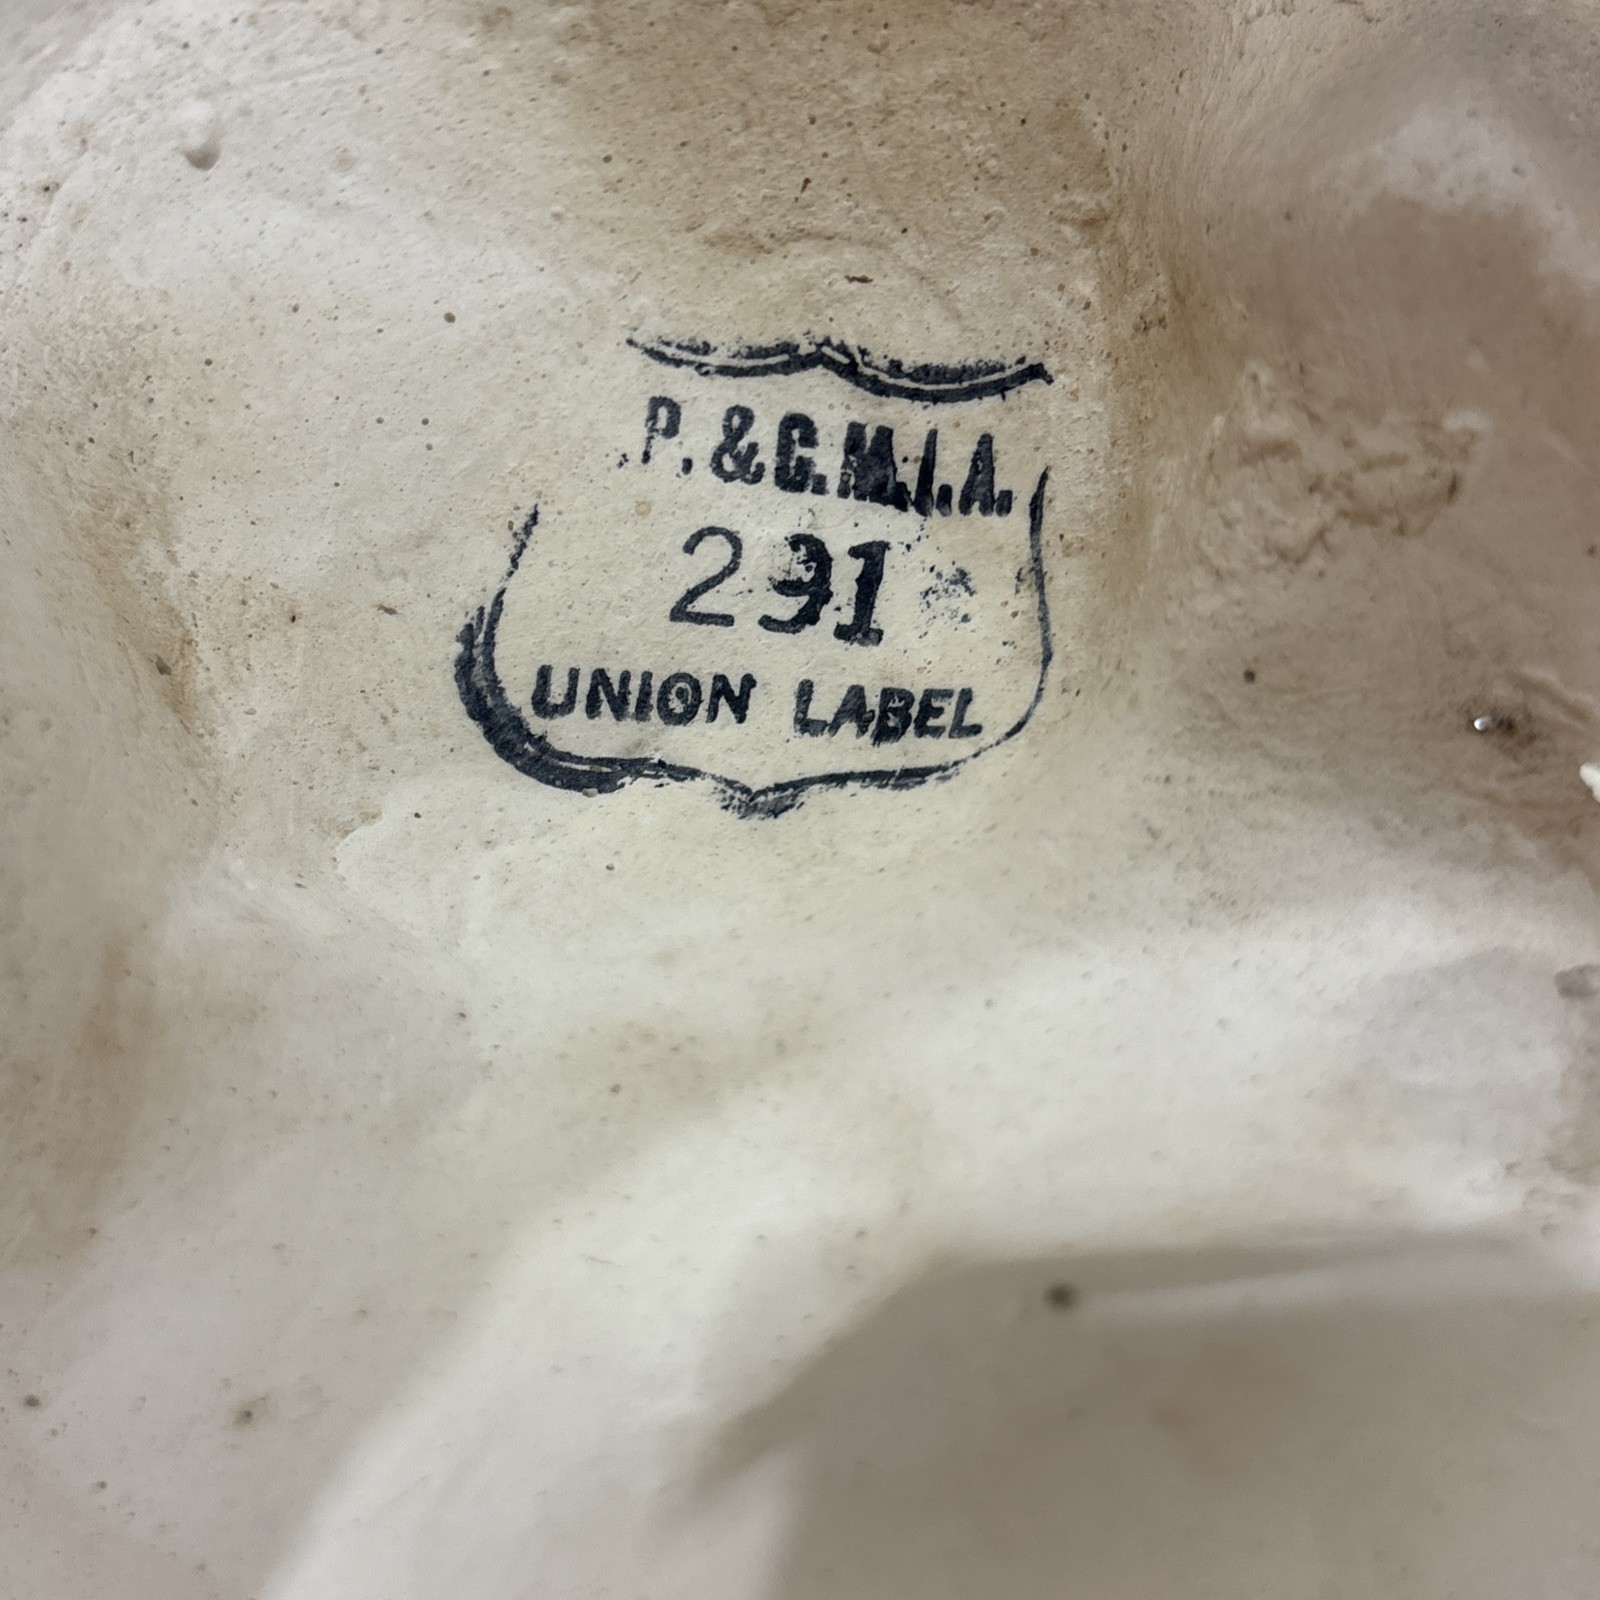 P. & C.M.I.A.
291
UNION LABEL